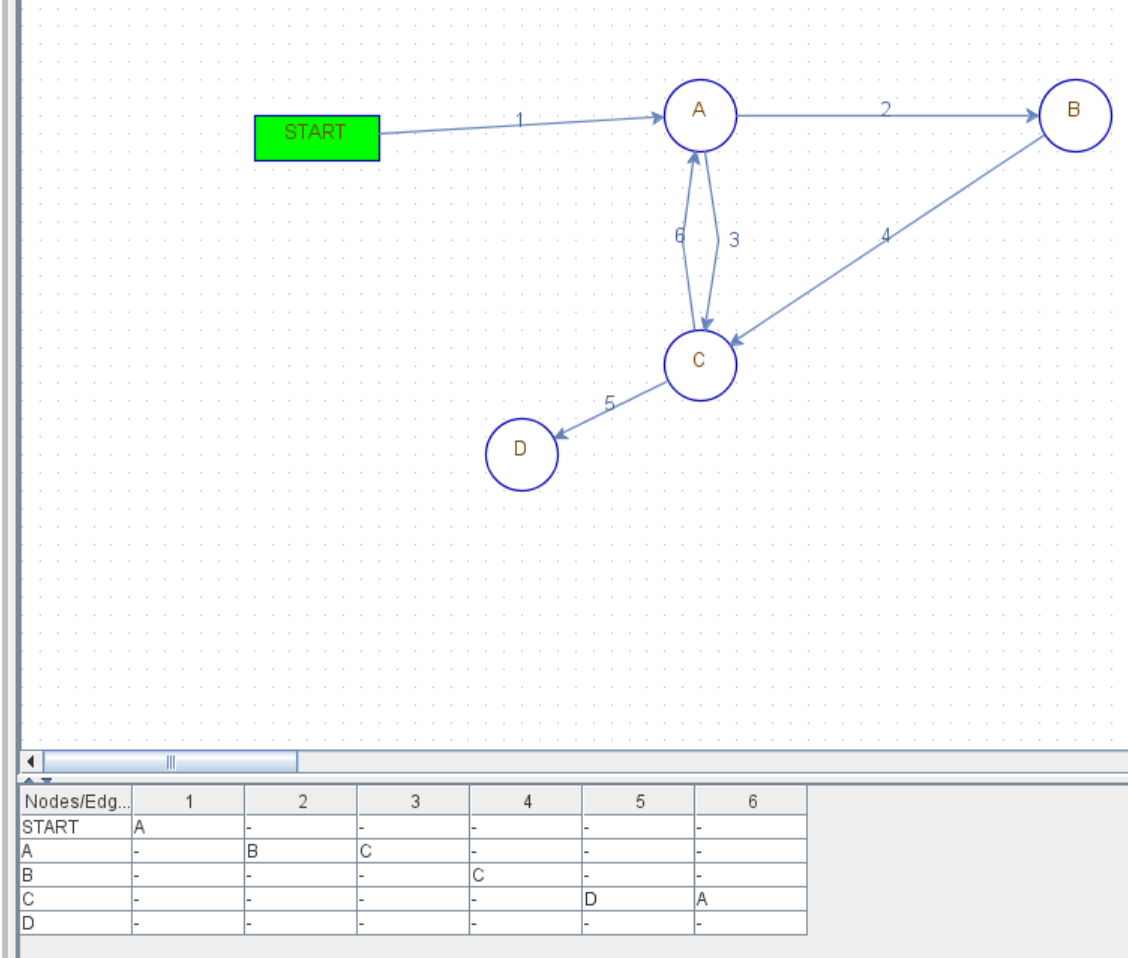 START 1 A 2 B
6 3 4
C
5
D
Nodes/Edg... 1 2 3 4 5 6
START A - - - - -
A - B C - - -
B - - - C - -
C - - - - D A
D - - - - - -